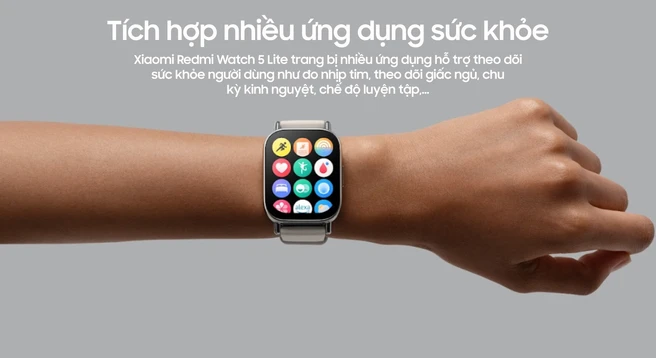 Tích hợp nhiều ứng dụng sức khỏe
Xiaomi Redmi Watch 5 Lite trang bị nhiều ứng dụng hỗ trợ theo dõi
sức khỏe người dùng như đo nhịp tim, theo dõi giấc ngủ, chu
kỳ kinh nguyệt, chế độ luyện tập,...
alexa